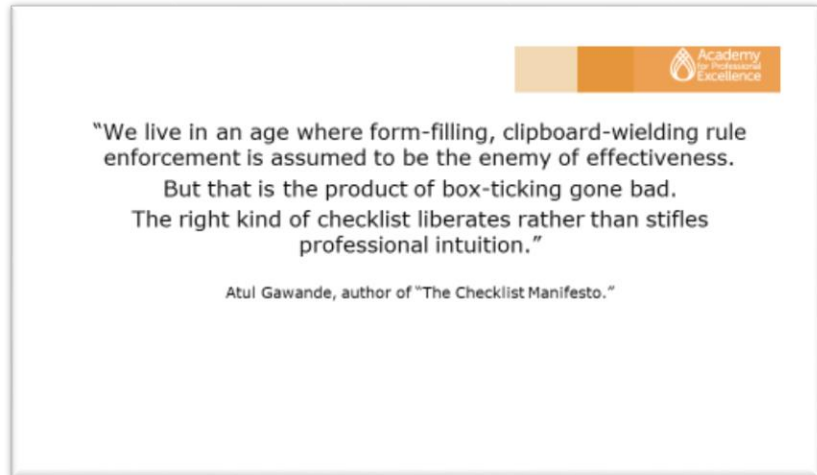 Academy
for Professional
Excellence
“We live in an age where form-filling, clipboard-wielding rule
enforcement is assumed to be the enemy of effectiveness.
But that is the product of box-ticking gone bad.
The right kind of checklist liberates rather than stifles
professional intuition.”
Atul Gawande, author of “The Checklist Manifesto.”